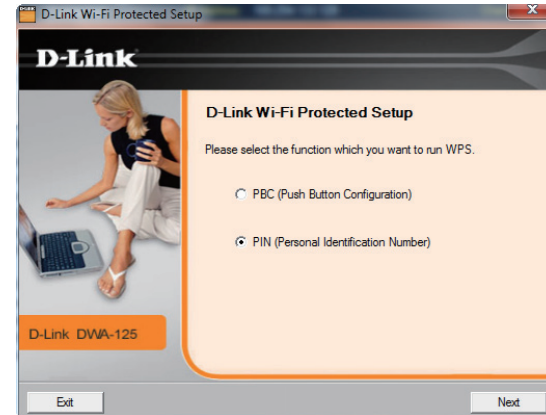 D-Link Wi-Fi Protected Setup
D-Link
D-Link Wi-Fi Protected Setup
Please select the function which you want to run WPS.
PBC (Push Button Configuration)
PIN (Personal Identification Number)
D-Link DWA-125
Exit
Next